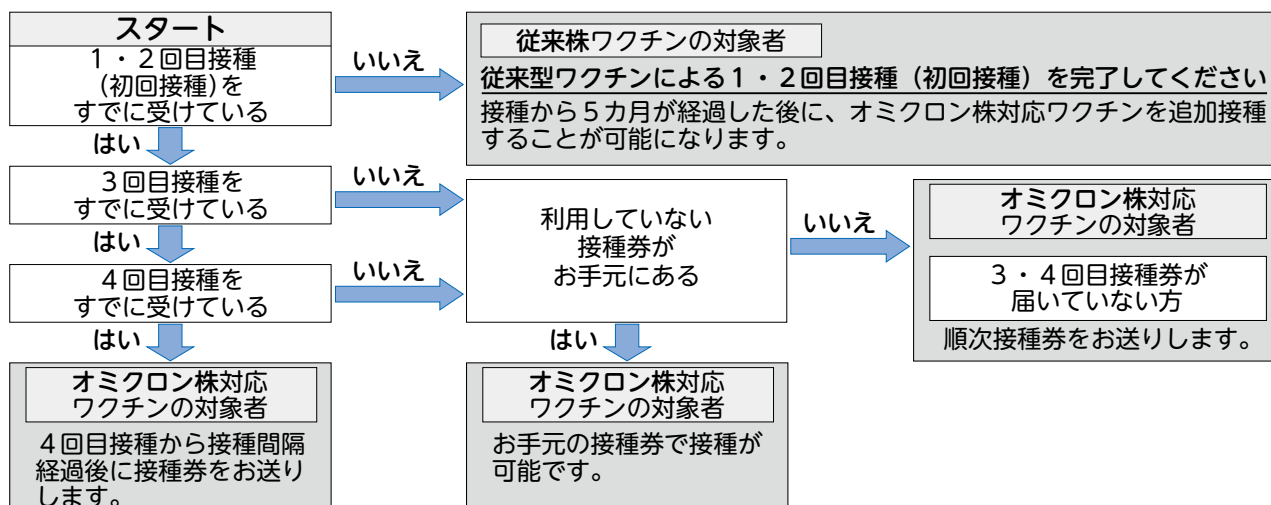 スタート
1・2回目接種
(初回接種)を
すでに受けている
いいえ
従来株ワクチンの対象者
従来型ワクチンによる1・2回目接種（初回接種）を完了してください
接種から5カ月が経過した後に、オミクロン株対応ワクチンを追加接種
することが可能になります。
はい
3回目接種を
すでに受けている
いいえ
はい
4回目接種を
すでに受けている
いいえ
利用していない
接種券が
お手元にある
いいえ
オミクロン株対応
ワクチンの対象者
3・4回目接種券が
届いていない方
順次接種券をお送りします。
はい
オミクロン株対応
ワクチンの対象者
4回目接種から接種間隔
経過後に接種券をお送り
します。
はい
オミクロン株対応
ワクチンの対象者
お手元の接種券で接種が
可能です。